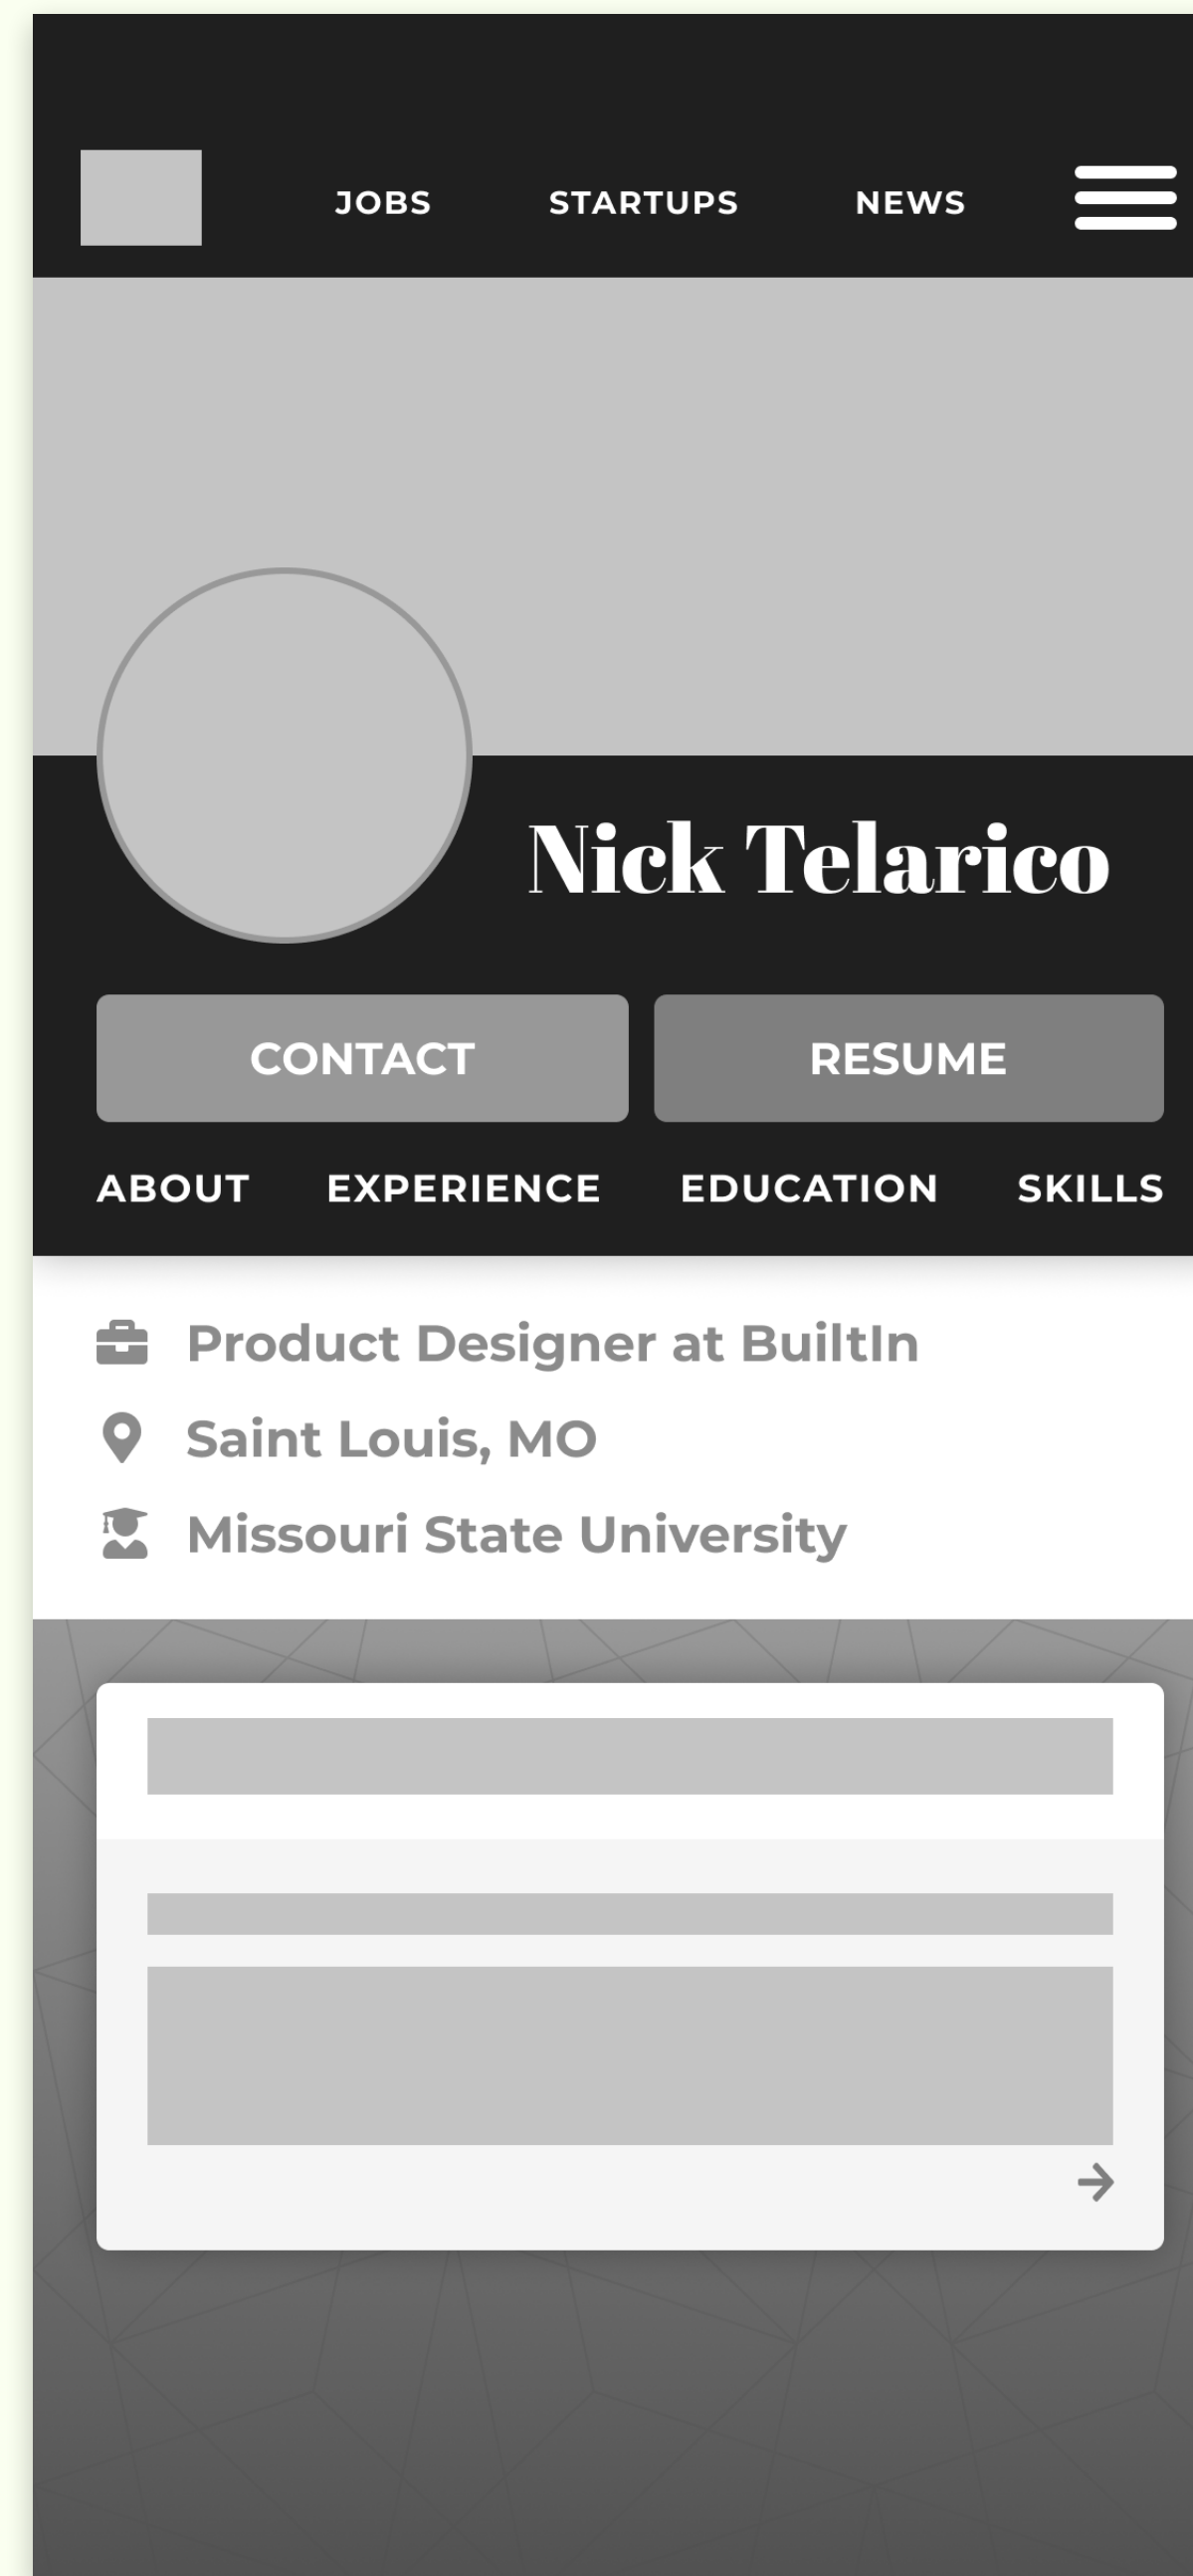 JOBS STARTUPS NEWS
Nick Telarico
CONTACT RESUME
ABOUT EXPERIENCE EDUCATION SKILLS
Product Designer at BuiltIn
Saint Louis, MO
Missouri State University